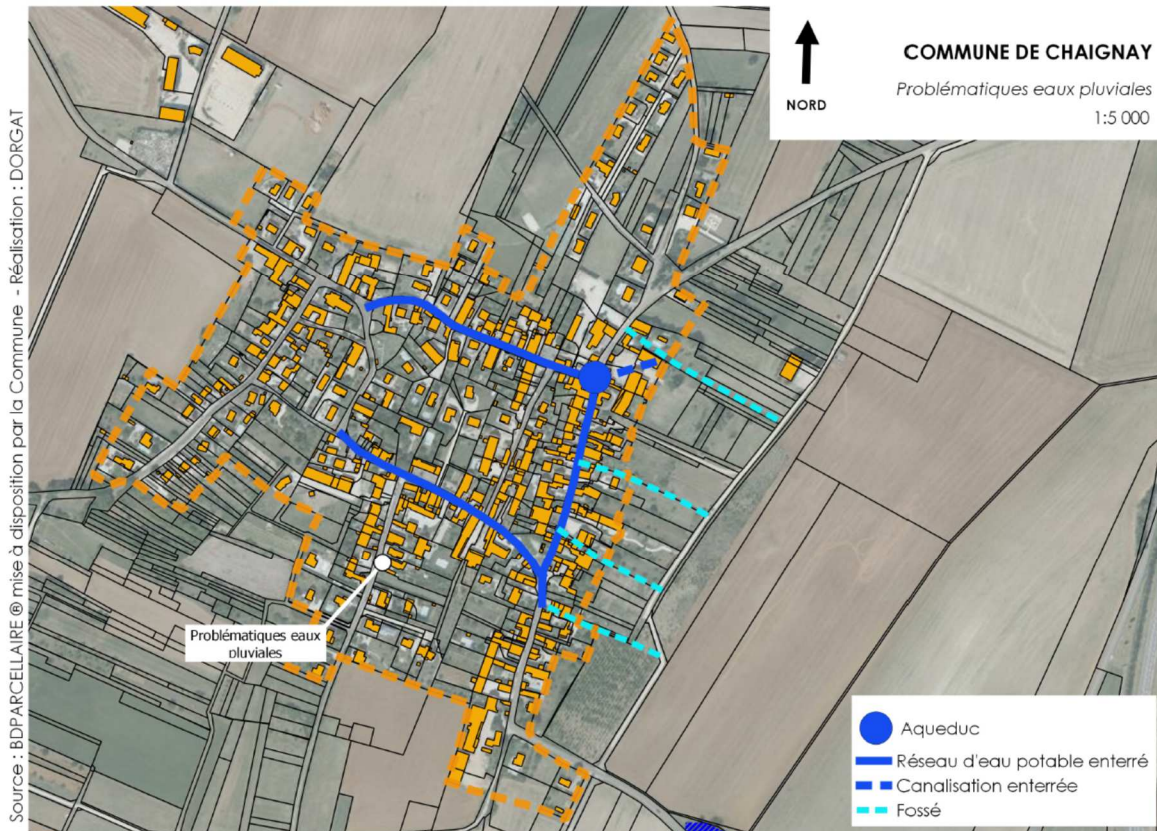 COMMUNE DE CHAIGNAY
Problématiques eaux pluviales
1:5 000
NORD
Source : BDPARCELLAIRE ® mise à disposition par la Commune - Réalisation : DORGAT
Problématiques eaux
pluviales
Aqueduc
Réseau d'eau potable enterré
Canalisation enterrée
Fossé